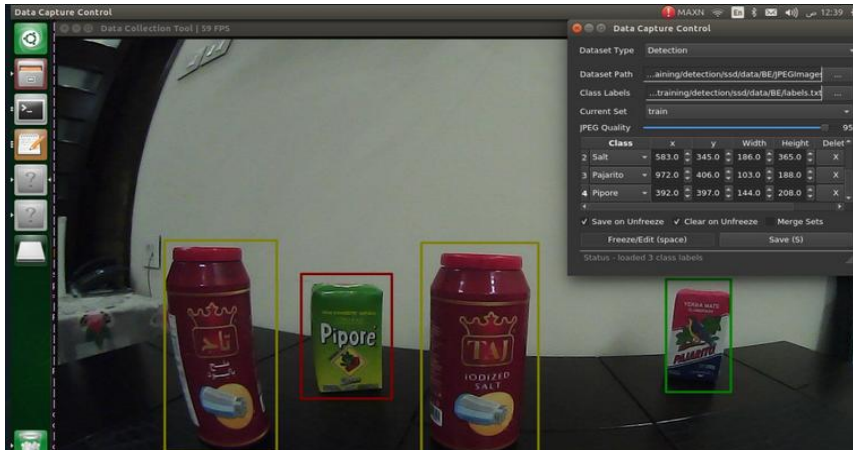 Data Capture Control
MAXN
En
12:39 ص
Data Collection Tool | 59 FPS
Data Capture Control
Dataset Type Detection
Dataset Path ...aining/detection/ssd/data/BE/JPEGImages ...
Class Labels ...training/detection/ssd/data/BE/labels.txt ...
Current Set train
JPEG Quality 95
Class x y Width Height Delet
2 Salt 583.0 345.0 186.0 365.0 X
3 Pajarito 972.0 406.0 103.0 188.0 X
4 Pipore 392.0 397.0 144.0 208.0 X
Save on Unfreeze Clear on Unfreeze Merge Sets
Freeze/Edit (space) Save (S)
Status - loaded 3 class labels
تاج
ملح
Piporé
TAJ
IODIZED
SALT
YERBA MATE
PAJARITO